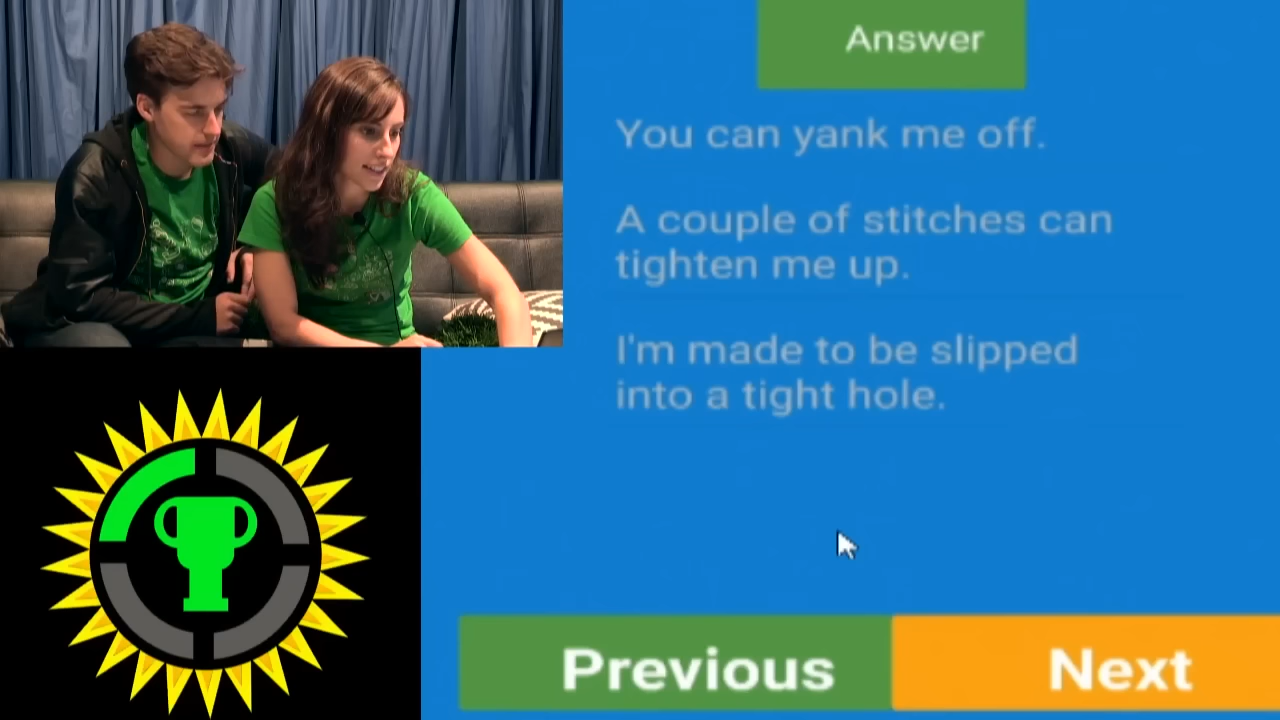 Answer
You can yank me off.
A couple of stitches can
tighten me up.
I'm made to be slipped
into a tight hole.
Previous
Next